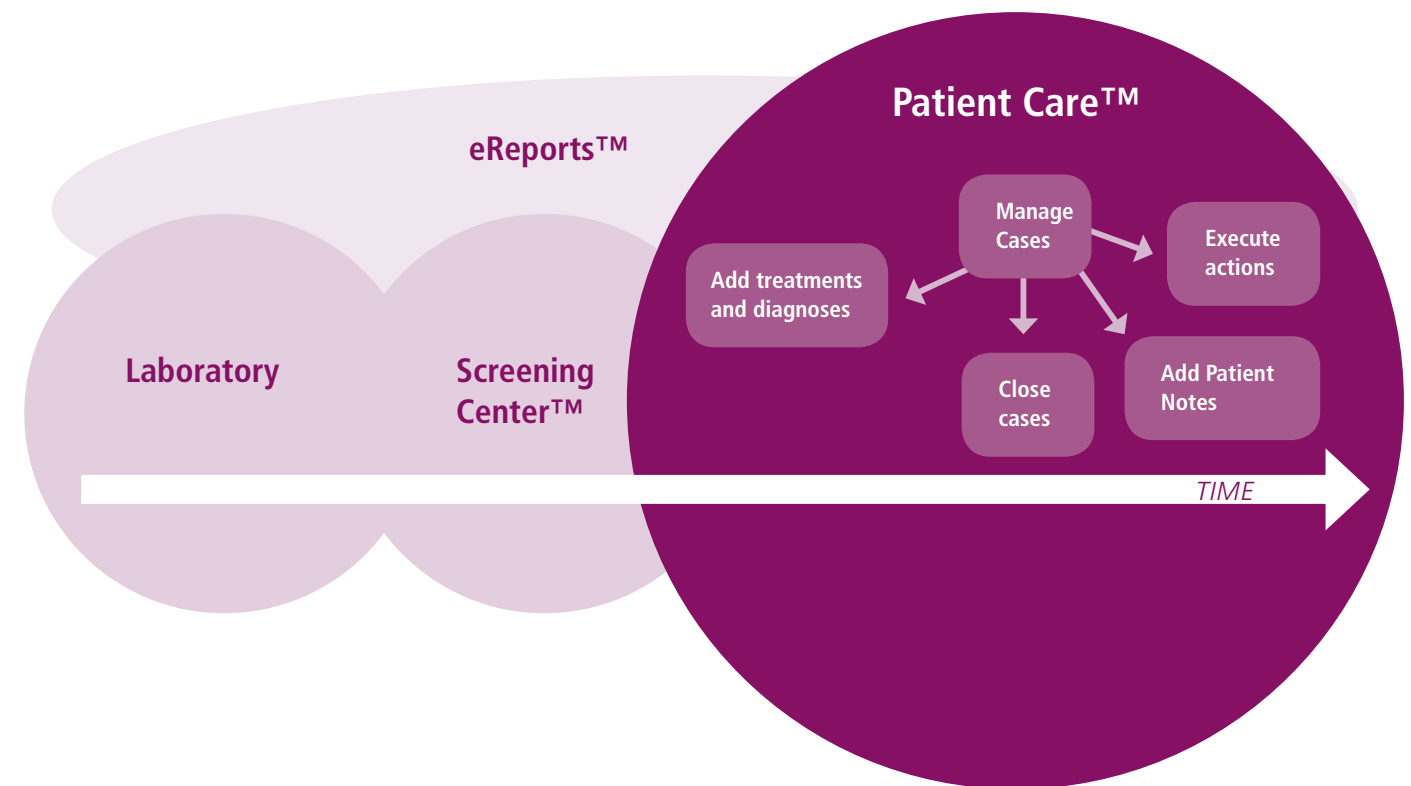 Patient Care™
eReports™
Manage
Cases
Execute
actions
Add treatments
and diagnoses
Laboratory
Screening
Center™
Close
cases
Add Patient
Notes
TIME